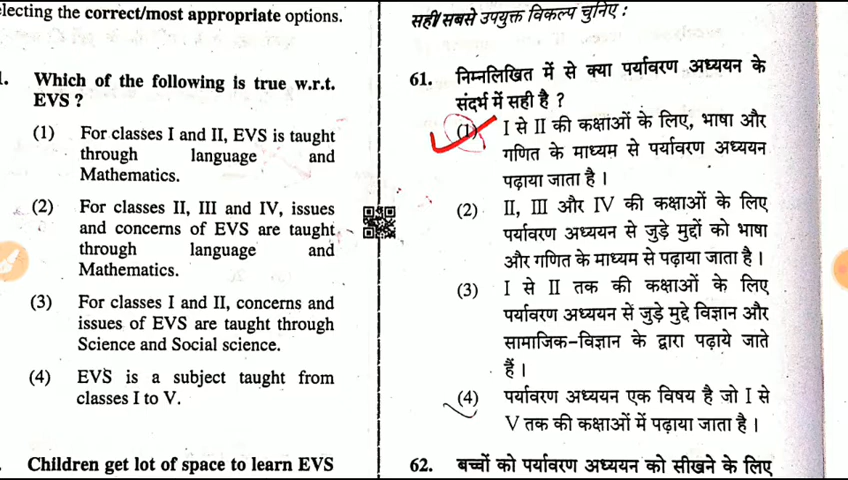 electing the correct/most appropriate options.
1. Which of the following is true w.r.t.
EVS ?
(1) For classes I and II, EVS is taught
through language and
Mathematics.
(2) For classes II, III and IV, issues
and concerns of EVS are taught
through language and
Mathematics.
(3) For classes I and II, concerns and
issues of EVS are taught through
Science and Social science.
(4) EVS is a subject taught from
classes I to V.
Children get lot of space to learn EVS
सही/सबसे उपयुक्त विकल्प चुनिए :
61. निम्नलिखित में से क्या पर्यावरण अध्ययन के
संदर्भ में सही है ?
(1) I से II की कक्षाओं के लिए, भाषा और
गणित के माध्यम से पर्यावरण अध्ययन
पढ़ाया जाता है ।
(2) II, III और IV की कक्षाओं के लिए
पर्यावरण अध्ययन से जुड़े मुद्दों को भाषा
और गणित के माध्यम से पढ़ाया जाता है ।
(3) I से II तक की कक्षाओं के लिए
पर्यावरण अध्ययन सें जुड़े मुद्दे विज्ञान और
सामाजिक-विज्ञान के द्वारा पढ़ाये जाते
हैं ।
(4) पर्यावरण अध्ययन एक विषय है जो I से
V तक की कक्षाओं में पढ़ाया जाता है ।
62. बच्चों को पर्यावरण अध्ययन को सीखने के लिए